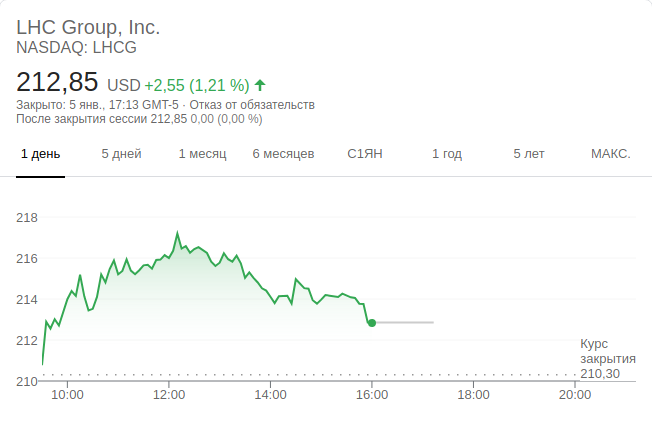 LHC Group, Inc.
NASDAQ: LHCG
212,85 USD +2,55 (1,21 %)
Закрыто: 5 янв., 17:13 GMT-5 · Отказ от обязательств
После закрытия сессии 212,85 0,00 (0,00 %)
1 день 5 дней 1 месяц 6 месяцев С1ЯН 1 год 5 лет МАКС.
218
216
214
212
Курс
закрытия
210,30
210
10:00 12:00 14:00 16:00 18:00 20:00